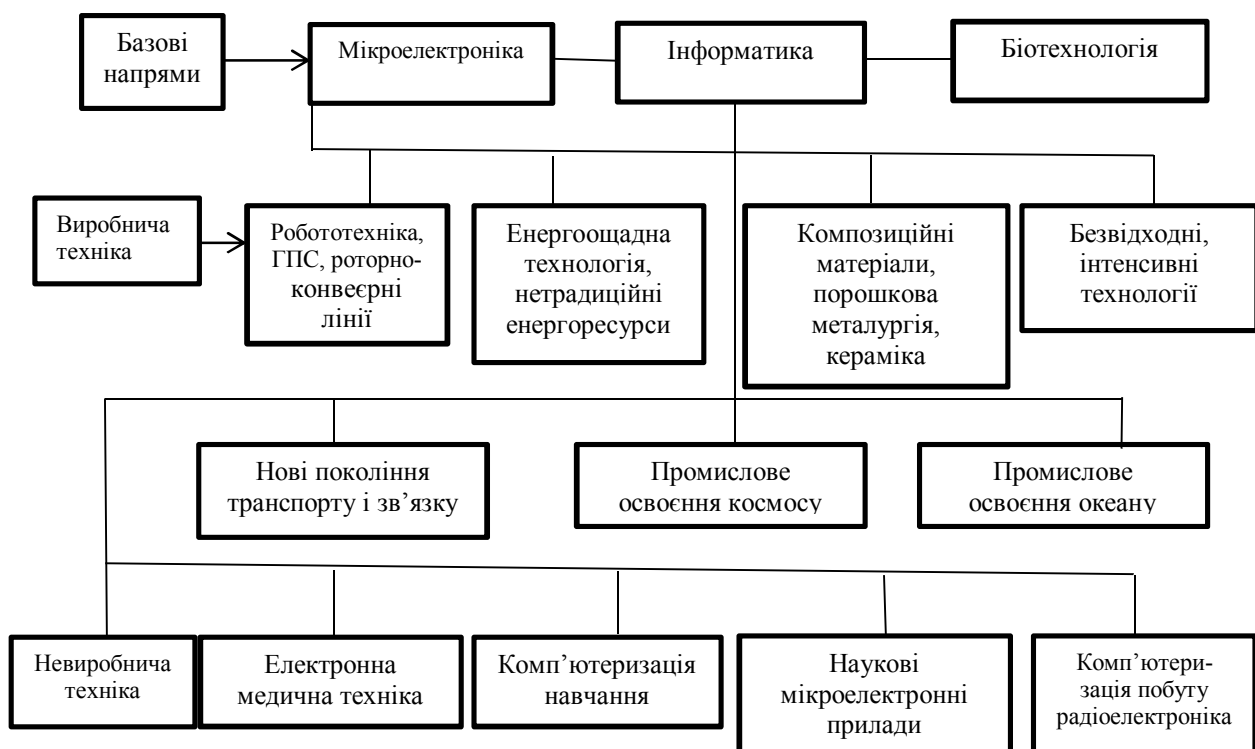 Базові
напрями
Мікроелектроніка
Інформатика
Біотехнологія
Виробнича
техніка
Робототехніка,
ГПС, роторно-
конвеєрні
лінії
Енергоощадна
технологія,
нетрадиційні
енергоресурси
Композиційні
матеріали,
порошкова
металургія,
кераміка
Безвідходні,
інтенсивні
технології
Нові покоління
транспорту і зв’язку
Промислове
освоєння космосу
Промислове
освоєння океану
Невиробнича
техніка
Електронна
медична техніка
Комп’ютеризація
навчання
Наукові
мікроелектронні
прилади
Комп’ютери-
зація побуту
радіоелектроніка